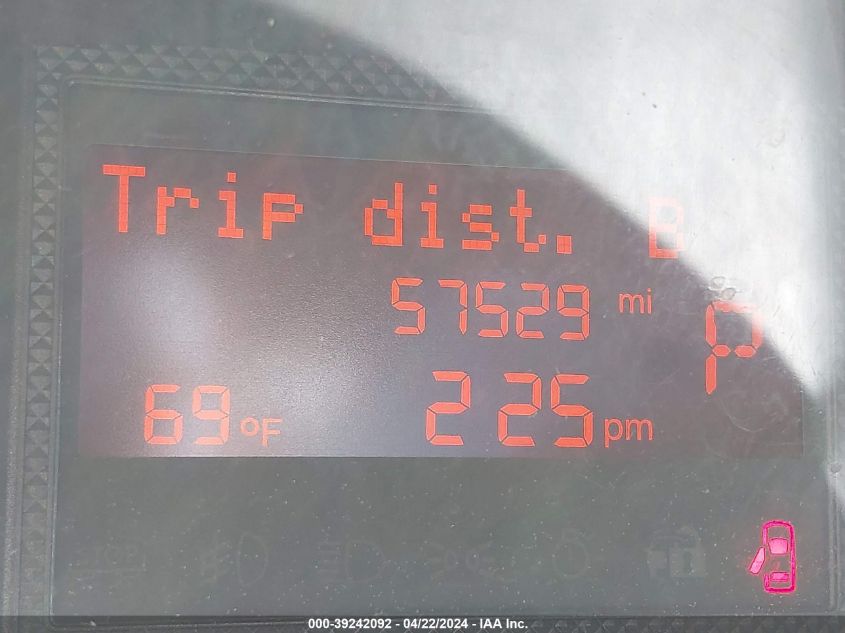 Trip dist. B
57529 mi
P
69 °F 2 25 pm
000-39242092 - 04/22/2024 - IAA Inc.